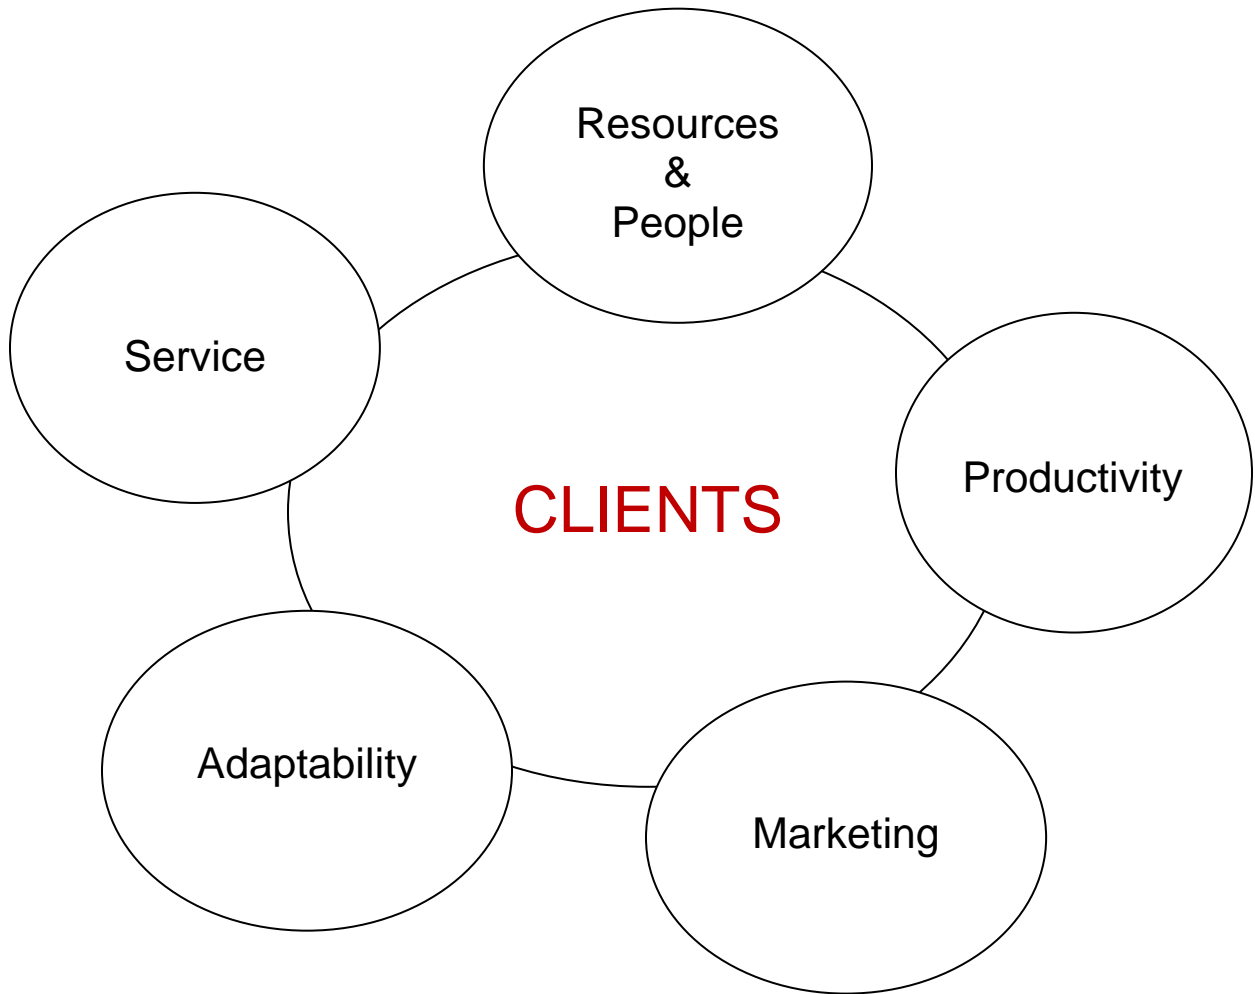 Resources
&
People
Service
Productivity
CLIENTS
Adaptability
Marketing